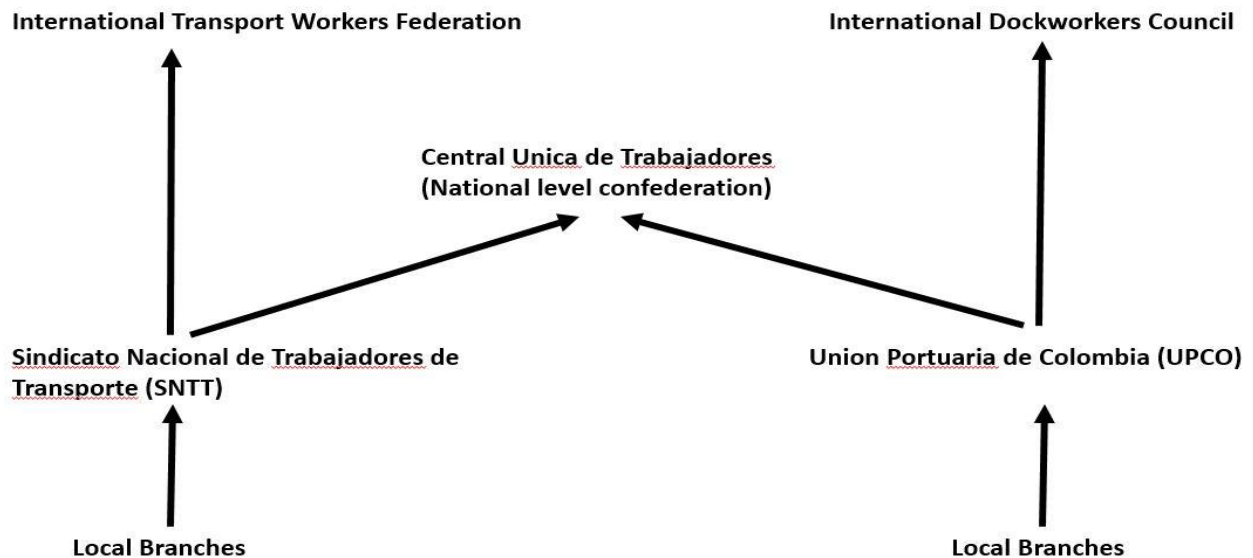 International Transport Workers Federation
International Dockworkers Council
Central Unica de Trabajadores
(National level confederation)
Sindicato Nacional de Trabajadores de
Transporte (SNTT)
Union Portuaria de Colombia (UPCO)
Local Branches
Local Branches